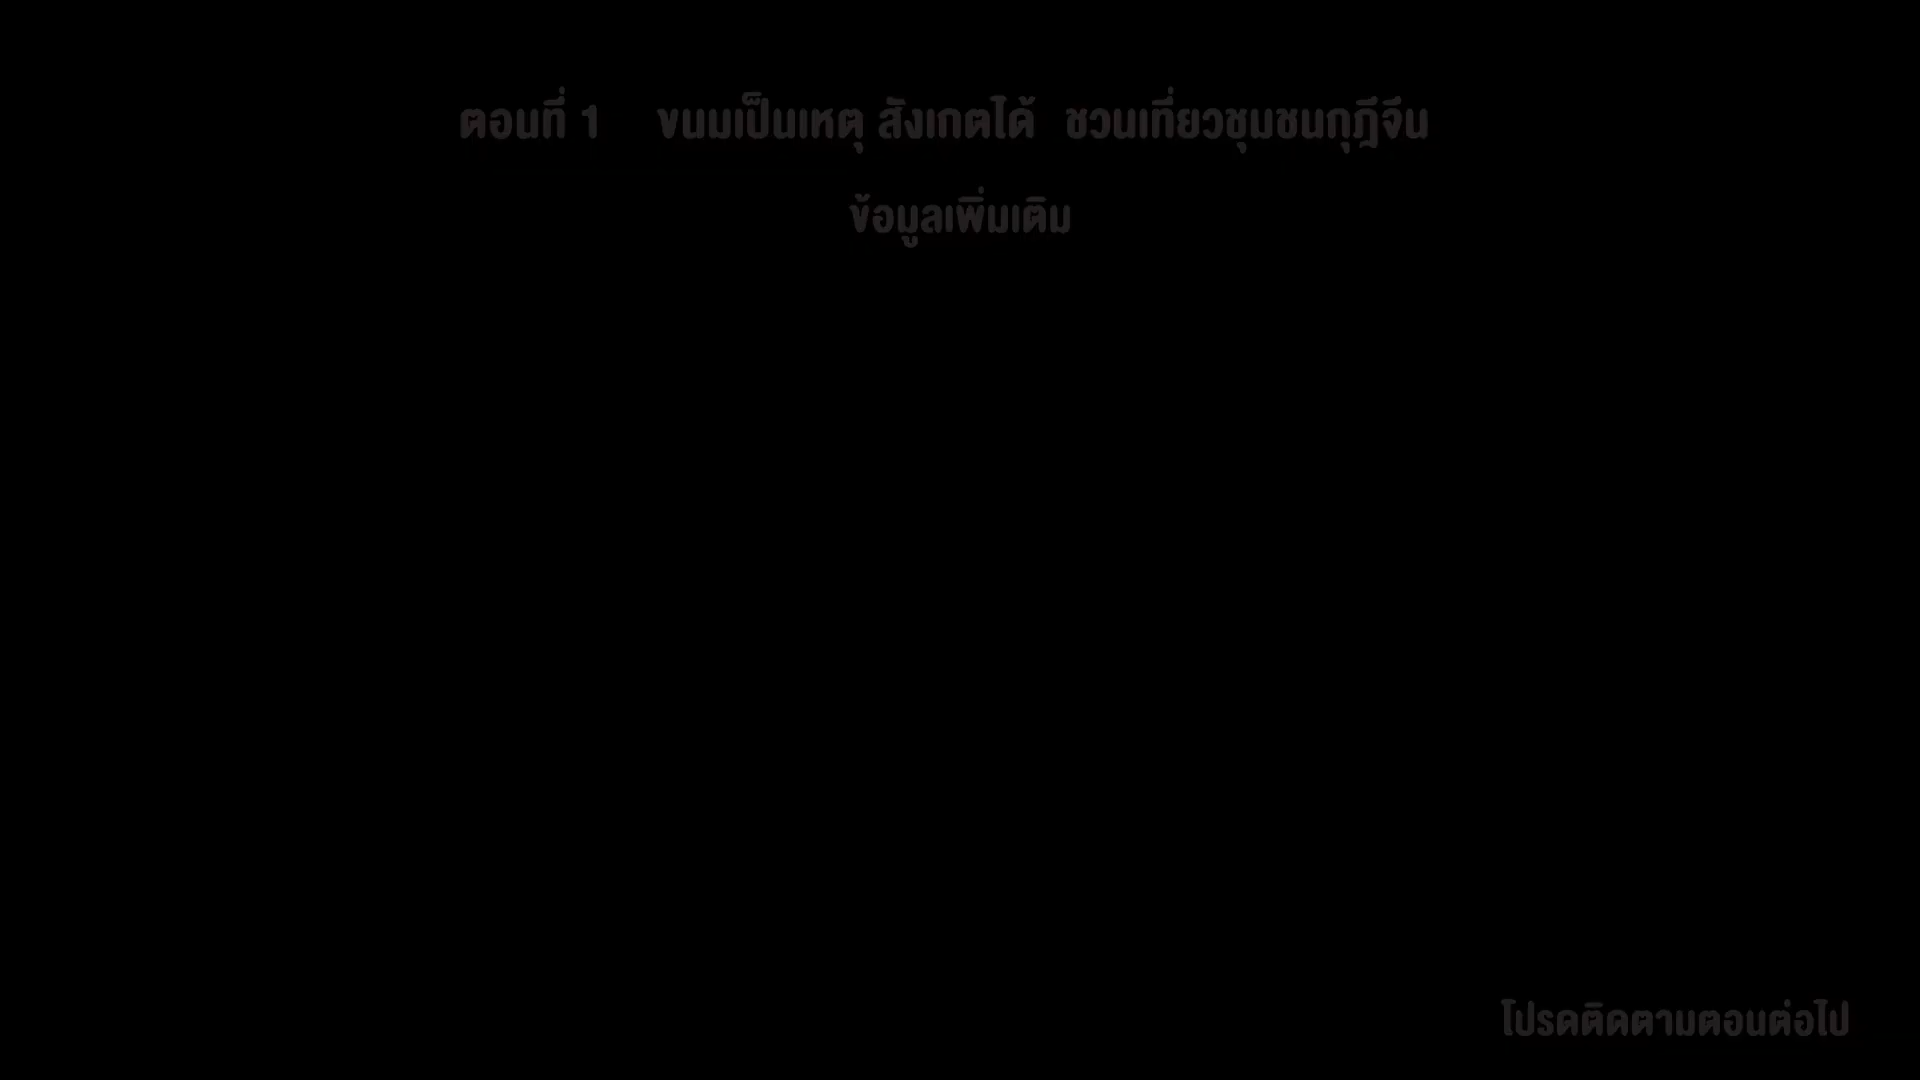 ตอนที่ 1 ขนมเป็นเหตุ สังเกตได้ ชวนเที่ยวชุมชนกุฎีจีน
ข้อมูลเพิ่มเติม
โปรดติดตามตอนต่อไป